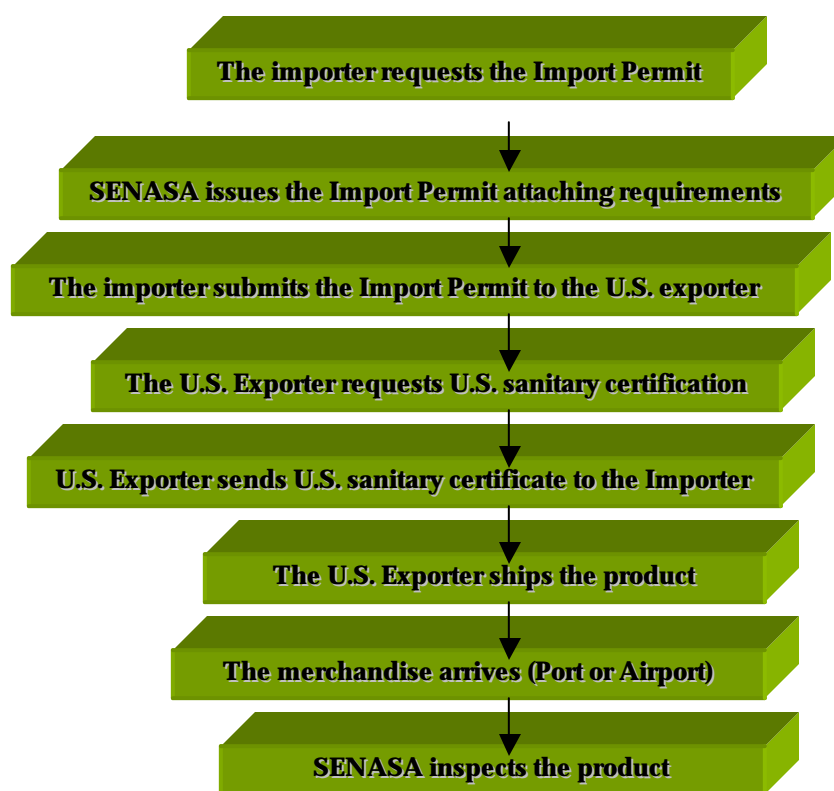 The importer requests the Import Permit
SENASA issues the Import Permit attaching requirements
The importer submits the Import Permit to the U.S. exporter
The U.S. Exporter requests U.S. sanitary certification
U.S. Exporter sends U.S. sanitary certificate to the Importer
The U.S. Exporter ships the product
The merchandise arrives (Port or Airport)
SENASA inspects the product